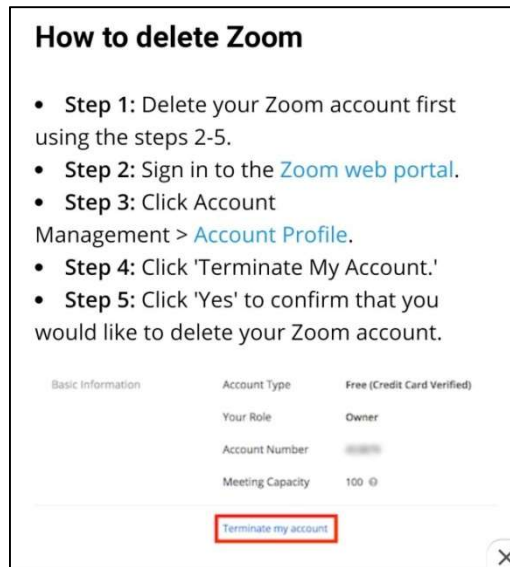 How to delete Zoom
• Step 1: Delete your Zoom account first
using the steps 2-5.
• Step 2: Sign in to the Zoom web portal.
• Step 3: Click Account
Management > Account Profile.
• Step 4: Click 'Terminate My Account.'
• Step 5: Click 'Yes' to confirm that you
would like to delete your Zoom account.
Basic Information Account Type Free (Credit Card Verified)
Your Role Owner
Account Number
Meeting Capacity 100
Terminate my account